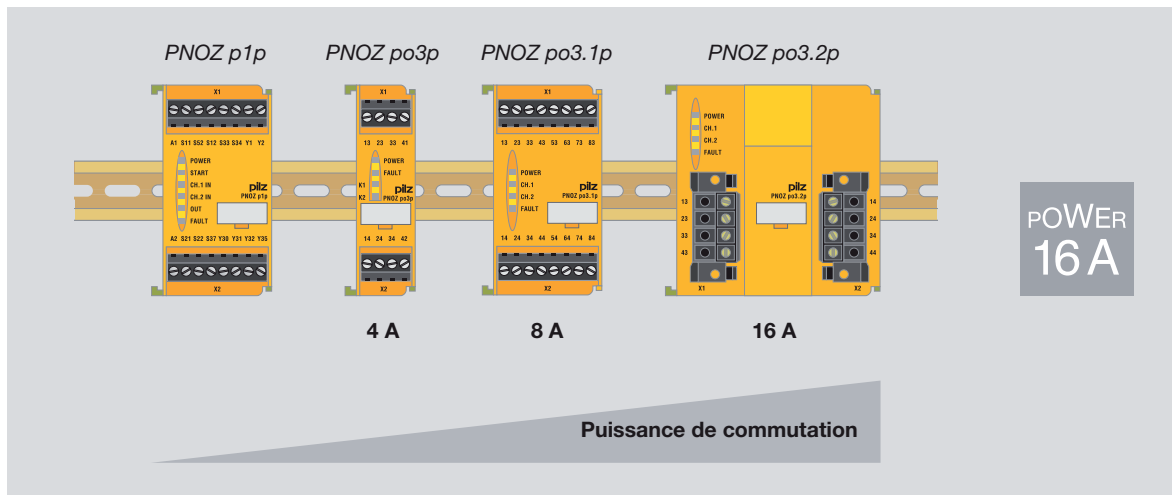 PNOZ p1p
PNOZ po3p
PNOZ po3.1p
PNOZ po3.2p
X1
A1 S11 S52 S12 S33 S34 Y1 Y2
POWER
START
CH.1 IN
CH.2 IN
OUT
FAULT
pilz
PNOZ p1p
A2 S21 S22 S37 Y30 Y31 Y32 Y35
X2
X1
13 23 33 41
POWER
FAULT
K1
K2
pilz
PNOZ po3p
14 24 34 42
X2
X1
13 23 33 43 53 63 73 83
POWER
CH.1
CH.2
FAULT
pilz
PNOZ po3.1p
14 24 34 44 54 64 74 84
X2
POWER
CH.1
CH.2
FAULT
13
23
33
43
X1
pilz
PNOZ po3.2p
14
24
34
44
X2
4 A
8 A
16 A
POWER
16 A
Puissance de commutation